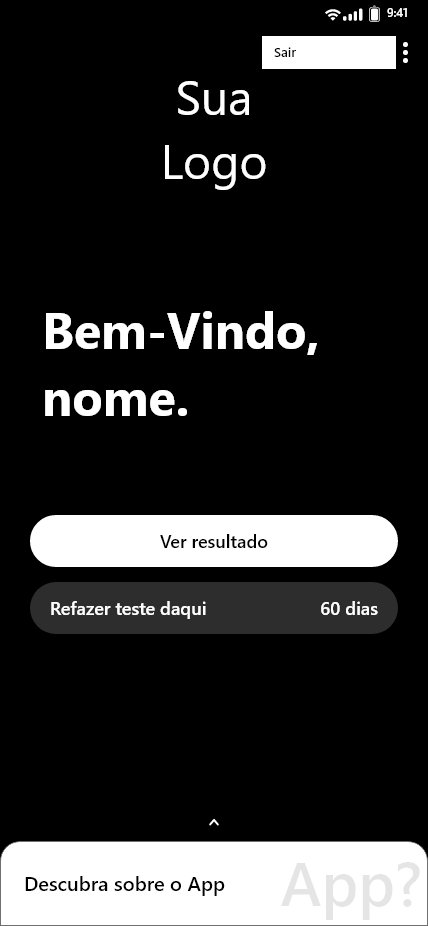 9:41
Sair
Sua
Logo
Bem-Vindo,
nome.
Ver resultado
Refazer teste daqui 60 dias
Descubra sobre o App
App?